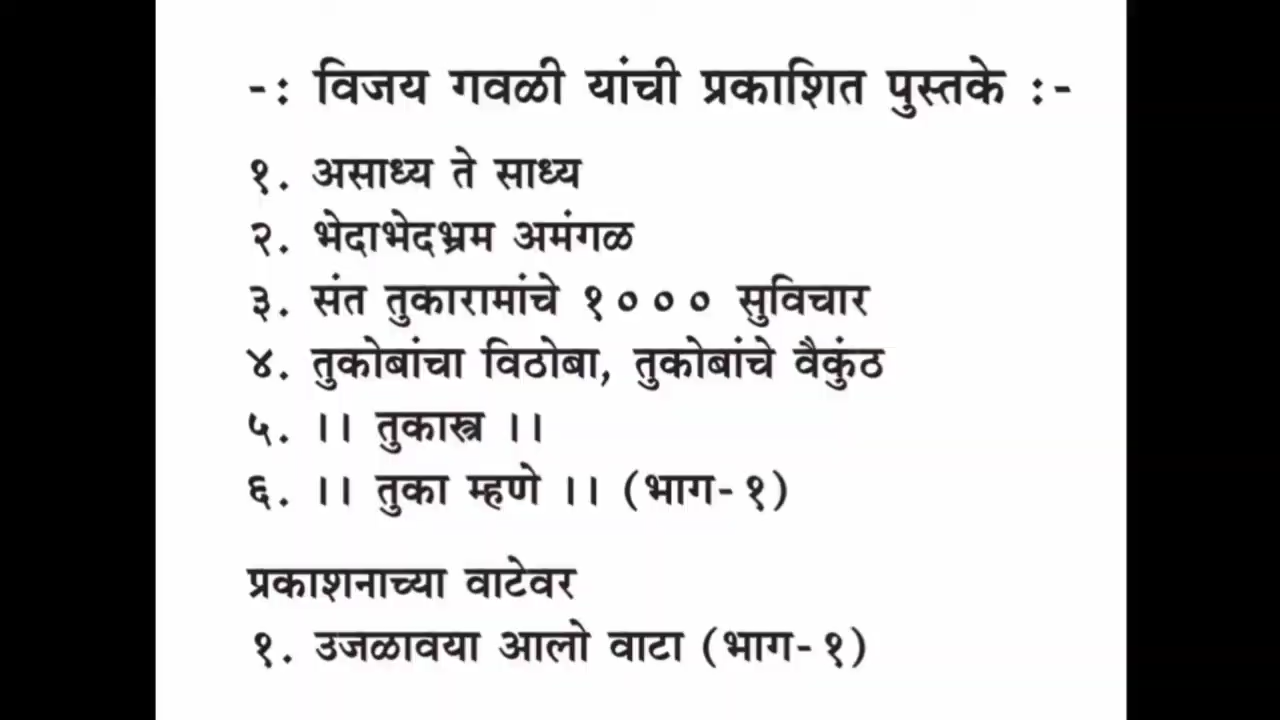 -: विजय गवळी यांची प्रकाशित पुस्तके :-
१. असाध्य ते साध्य
२. भेदाभेदभ्रम अमंगळ
३. संत तुकारामांचे १००० सुविचार
४. तुकोबांचा विठोबा, तुकोबांचे वैकुंठ
५. ।। तुकास्त्र ।।
६. ।। तुका म्हणे ।। (भाग-१)
प्रकाशनाच्या वाटेवर
१. उजळावया आलो वाटा (भाग-१)